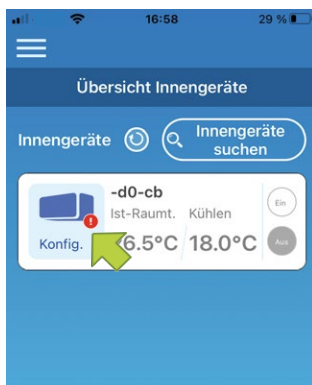 16:58
29 %
Übersicht Innengeräte
Innengeräte
Innengeräte
suchen
-d0-cb
Ist-Raumt. Kühlen
Ein
Konfig.
6.5°C 18.0°C
Aus